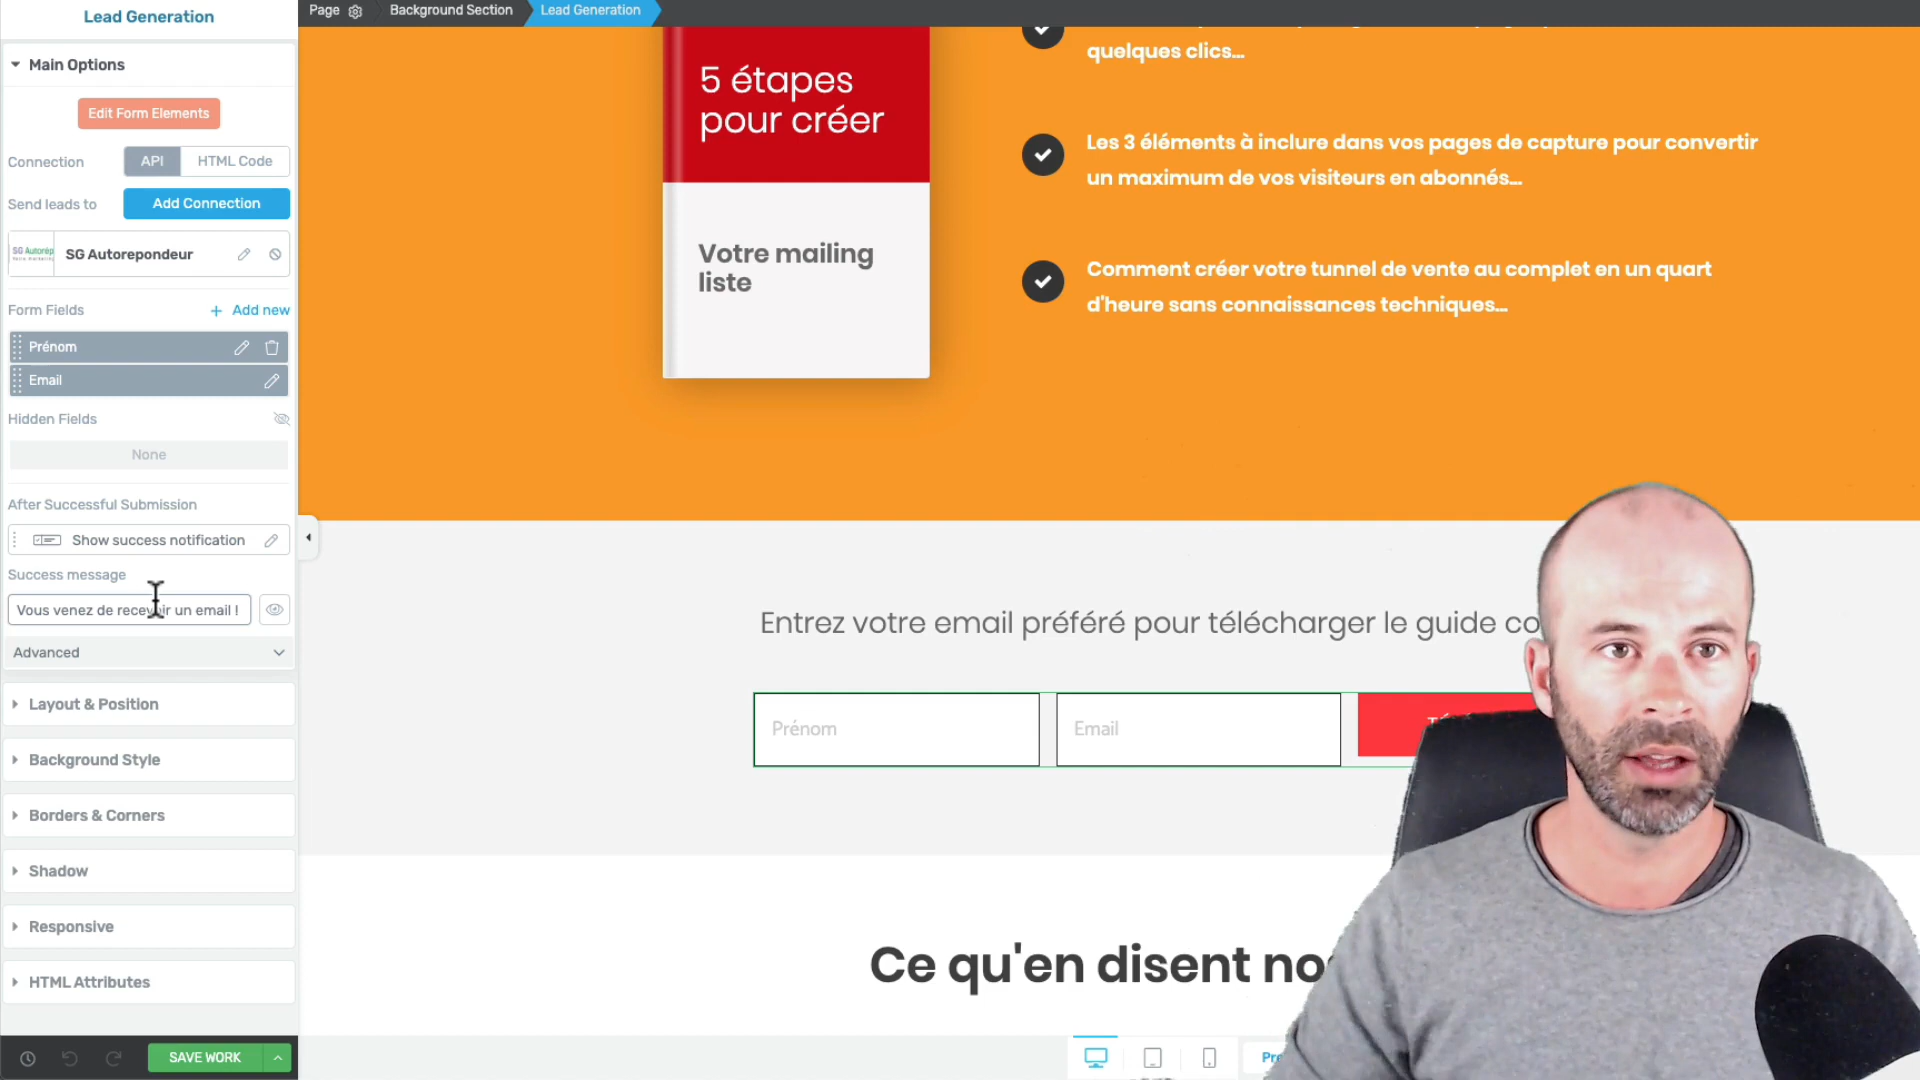 Lead Generation
Page
Background Section
Lead Generation
Main Options
Edit Form Elements
Connection
API
HTML Code
Send leads to
Add Connection
SG Autorepondeur
Form Fields
+ Add new
Prénom
Email
Hidden Fields
None
After Successful Submission
Show success notification
Success message
Vous venez de recevoir un email !
Advanced
Layout & Position
Background Style
Borders & Corners
Shadow
Responsive
HTML Attributes
SAVE WORK
5 étapes
pour créer
Votre mailing
liste
quelques clics...
Les 3 éléments à inclure dans vos pages de capture pour convertir
un maximum de vos visiteurs en abonnés...
Comment créer votre tunnel de vente au complet en un quart
d'heure sans connaissances techniques...
Entrez votre email préféré pour télécharger le guide co
Prénom
Email
Ce qu'en disent no
Pre